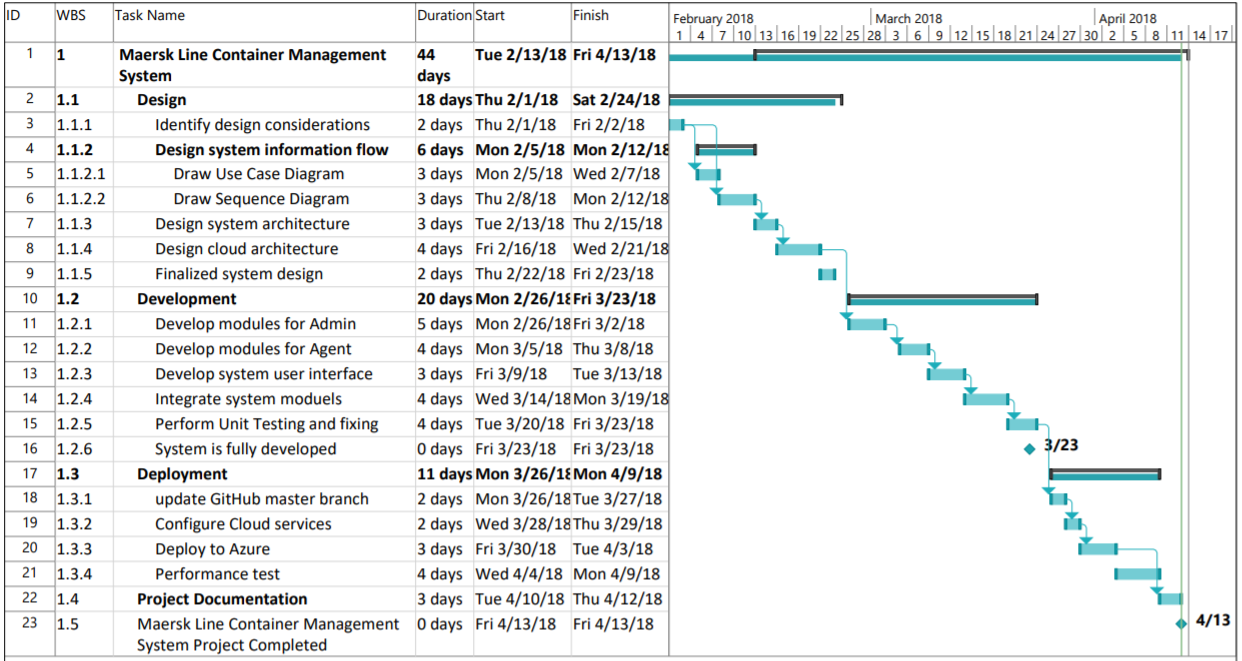 ID WBS Task Name Duration Start Finish
February 2018 March 2018 April 2018
1 4 7 10 13 16 19 22 25 28 3 6 9 12 15 18 21 24 27 30 2 5 8 11 14 17
1 1 Maersk Line Container Management 44 Tue 2/13/18 Fri 4/13/18
System days
2 1.1 Design 18 days Thu 2/1/18 Sat 2/24/18
3 1.1.1 Identify design considerations 2 days Thu 2/1/18 Fri 2/2/18
4 1.1.2 Design system information flow 6 days Mon 2/5/18 Mon 2/12/18
5 1.1.2.1 Draw Use Case Diagram 3 days Mon 2/5/18 Wed 2/7/18
6 1.1.2.2 Draw Sequence Diagram 3 days Thu 2/8/18 Mon 2/12/18
7 1.1.3 Design system architecture 3 days Tue 2/13/18 Thu 2/15/18
8 1.1.4 Design cloud architecture 4 days Fri 2/16/18 Wed 2/21/18
9 1.1.5 Finalized system design 2 days Thu 2/22/18 Fri 2/23/18
10 1.2 Development 20 days Mon 2/26/18 Fri 3/23/18
11 1.2.1 Develop modules for Admin 5 days Mon 2/26/18 Fri 3/2/18
12 1.2.2 Develop modules for Agent 4 days Mon 3/5/18 Thu 3/8/18
13 1.2.3 Develop system user interface 3 days Fri 3/9/18 Tue 3/13/18
14 1.2.4 Integrate system moduels 4 days Wed 3/14/18 Mon 3/19/18
15 1.2.5 Perform Unit Testing and fixing 4 days Tue 3/20/18 Fri 3/23/18
16 1.2.6 System is fully developed 0 days Fri 3/23/18 Fri 3/23/18 3/23
17 1.3 Deployment 11 days Mon 3/26/18 Mon 4/9/18
18 1.3.1 update GitHub master branch 2 days Mon 3/26/18 Tue 3/27/18
19 1.3.2 Configure Cloud services 2 days Wed 3/28/18 Thu 3/29/18
20 1.3.3 Deploy to Azure 3 days Fri 3/30/18 Tue 4/3/18
21 1.3.4 Performance test 4 days Wed 4/4/18 Mon 4/9/18
22 1.4 Project Documentation 3 days Tue 4/10/18 Thu 4/12/18
23 1.5 Maersk Line Container Management 0 days Fri 4/13/18 Fri 4/13/18 4/13
System Project Completed